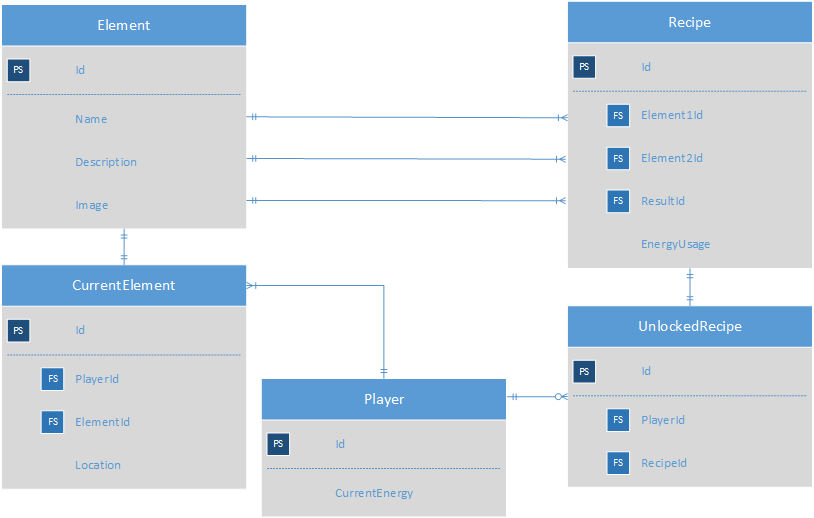 Element
PS Id
Name
Description
Image
Recipe
PS Id
FS Element1Id
FS Element2Id
FS ResultId
EnergyUsage
CurrentElement
PS Id
FS PlayerId
FS ElementId
Location
Player
PS Id
CurrentEnergy
UnlockedRecipe
PS Id
FS PlayerId
FS RecipeId